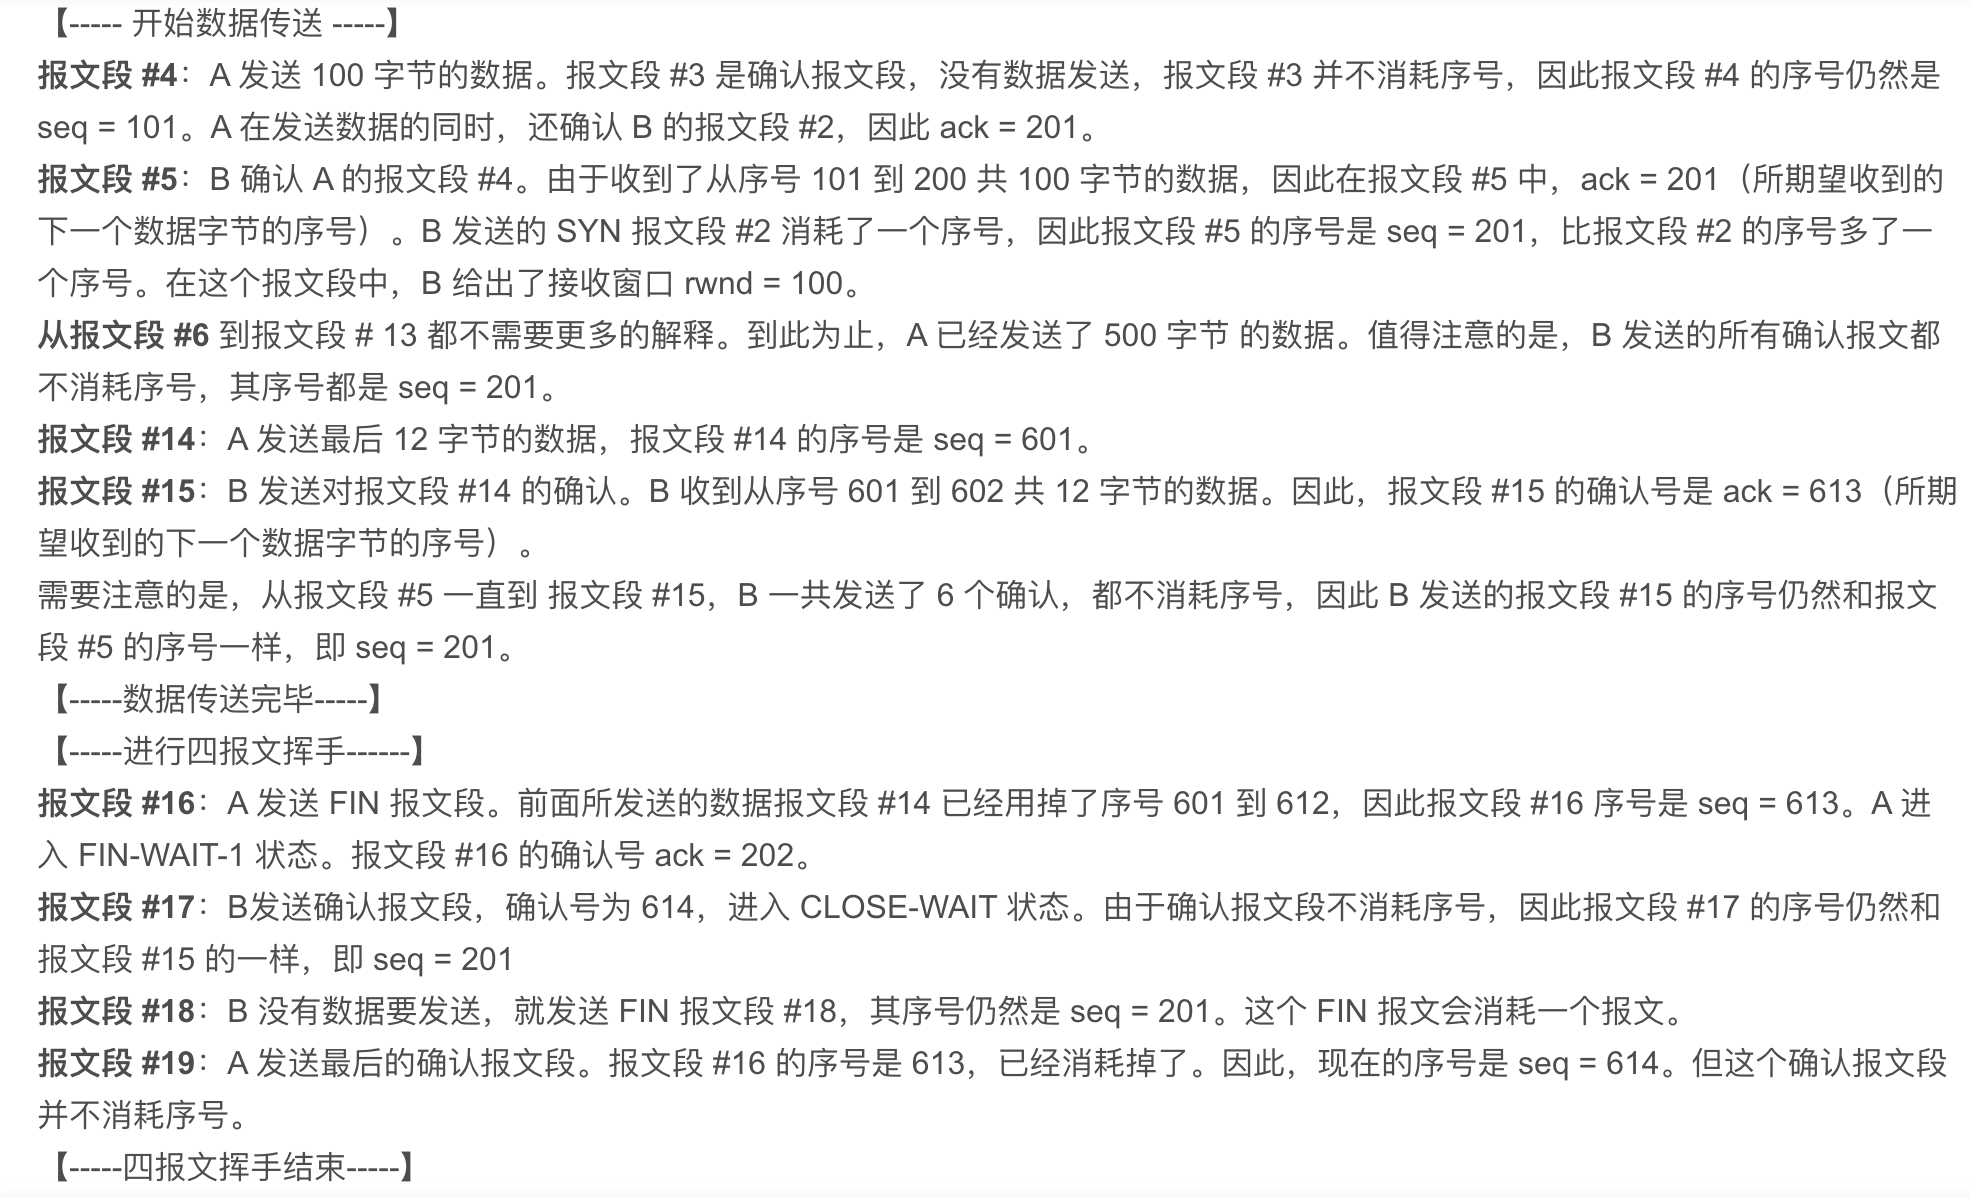 【----- 开始数据传送 -----】
报文段 #4：A 发送 100 字节的数据。报文段 #3 是确认报文段，没有数据发送，报文段 #3 并不消耗序号，因此报文段 #4 的序号仍然是
seq = 101。A 在发送数据的同时，还确认 B 的报文段 #2，因此 ack = 201。
报文段 #5：B 确认 A 的报文段 #4。由于收到了从序号 101 到 200 共 100 字节的数据，因此在报文段 #5 中，ack = 201（所期望收到的
下一个数据字节的序号）。B 发送的 SYN 报文段 #2 消耗了一个序号，因此报文段 #5 的序号是 seq = 201，比报文段 #2 的序号多了一
个序号。在这个报文段中，B 给出了接收窗口 rwnd = 100。
从报文段 #6 到报文段 # 13 都不需要更多的解释。到此为止，A 已经发送了 500 字节 的数据。值得注意的是，B 发送的所有确认报文都
不消耗序号，其序号都是 seq = 201。
报文段 #14：A 发送最后 12 字节的数据，报文段 #14 的序号是 seq = 601。
报文段 #15：B 发送对报文段 #14 的确认。B 收到从序号 601 到 602 共 12 字节的数据。因此，报文段 #15 的确认号是 ack = 613（所期
望收到的下一个数据字节的序号）。
需要注意的是，从报文段 #5 一直到 报文段 #15，B 一共发送了 6 个确认，都不消耗序号，因此 B 发送的报文段 #15 的序号仍然和报文
段 #5 的序号一样，即 seq = 201。
【-----数据传送完毕-----】
【-----进行四报文挥手------】
报文段 #16：A 发送 FIN 报文段。前面所发送的数据报文段 #14 已经用掉了序号 601 到 612，因此报文段 #16 序号是 seq = 613。A 进
入 FIN-WAIT-1 状态。报文段 #16 的确认号 ack = 202。
报文段 #17：B发送确认报文段，确认号为 614，进入 CLOSE-WAIT 状态。由于确认报文段不消耗序号，因此报文段 #17 的序号仍然和
报文段 #15 的一样，即 seq = 201
报文段 #18：B 没有数据要发送，就发送 FIN 报文段 #18，其序号仍然是 seq = 201。这个 FIN 报文会消耗一个报文。
报文段 #19：A 发送最后的确认报文段。报文段 #16 的序号是 613，已经消耗掉了。因此，现在的序号是 seq = 614。但这个确认报文段
并不消耗序号。
【-----四报文挥手结束-----】